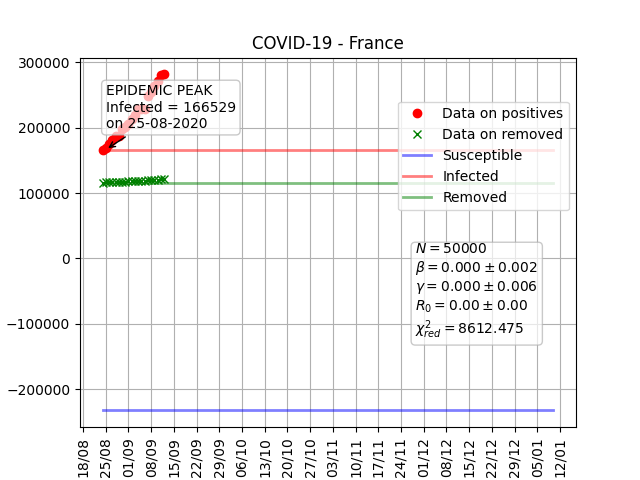 COVID-19 - France
300000
200000
100000
0
−100000
−200000
EPIDEMIC PEAK
Infected = 166529
on 25-08-2020
Data on positives
Data on removed
Susceptible
Infected
Removed
N = 50000
β = 0.000 ± 0.002
γ = 0.000 ± 0.006
R₀ = 0.00 ± 0.00
χ²red = 8612.475
18/08
25/08
01/09
08/09
15/09
22/09
29/09
06/10
13/10
20/10
27/10
03/11
10/11
17/11
24/11
01/12
08/12
15/12
22/12
29/12
05/01
12/01